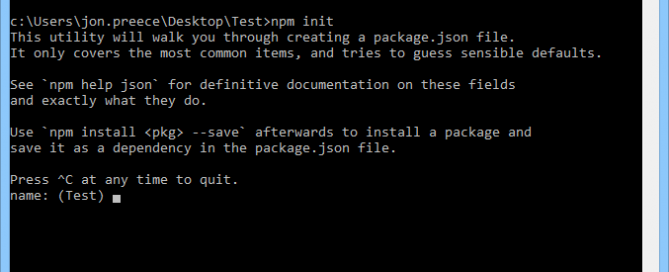 c:\Users\jon.preece\Desktop\Test>npm init
This utility will walk you through creating a package.json file.
It only covers the most common items, and tries to guess sensible defaults.
See `npm help json` for definitive documentation on these fields
and exactly what they do.
Use `npm install <pkg> --save` afterwards to install a package and
save it as a dependency in the package.json file.
Press ^C at any time to quit.
name: (Test)